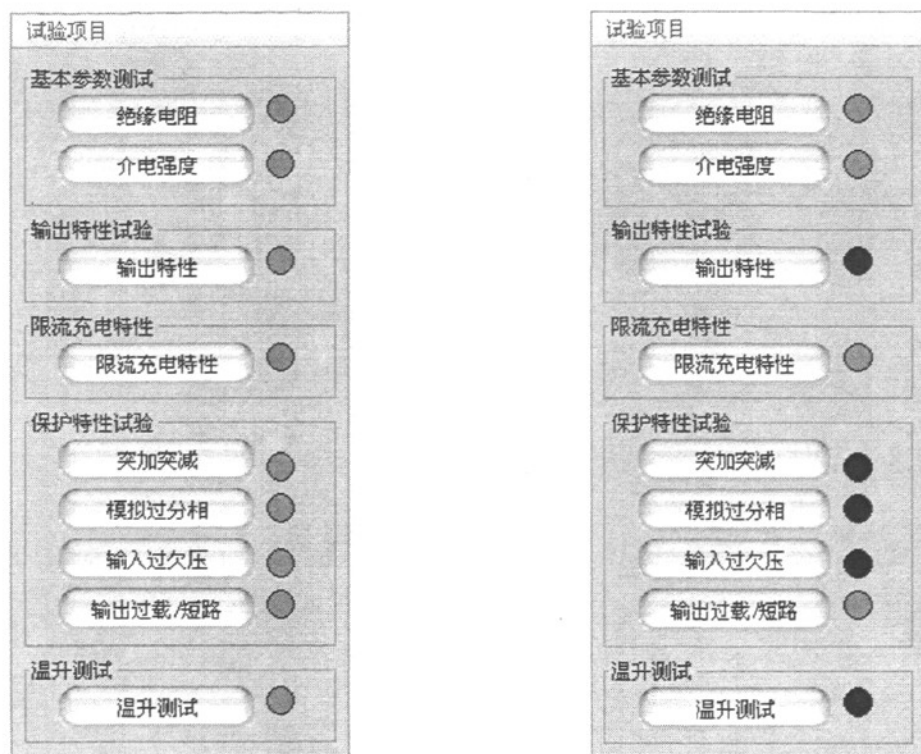 试验项目
基本参数测试
绝缘电阻
介电强度
输出特性试验
输出特性
限流充电特性
限流充电特性
保护特性试验
突加突减
模拟过分相
输入过欠压
输出过载/短路
温升测试
温升测试
试验项目
基本参数测试
绝缘电阻
介电强度
输出特性试验
输出特性
限流充电特性
限流充电特性
保护特性试验
突加突减
模拟过分相
输入过欠压
输出过载/短路
温升测试
温升测试